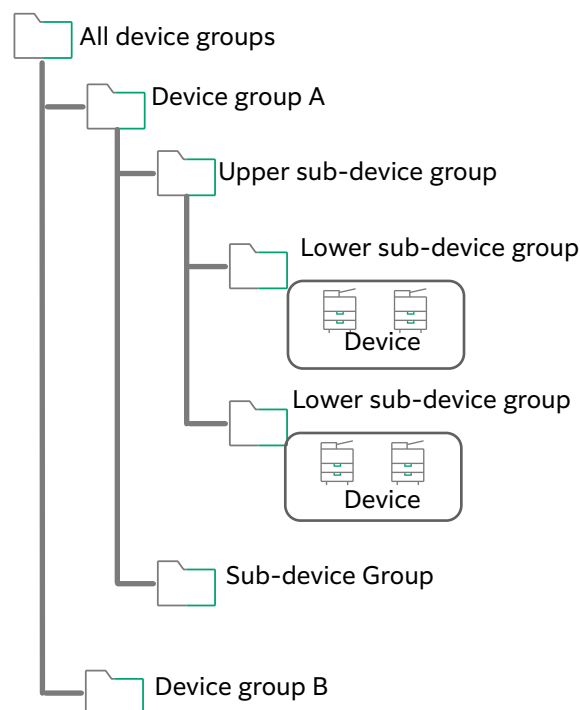 All device groups
Device group A
Upper sub-device group
Lower sub-device group
Device
Lower sub-device group
Device
Sub-device Group
Device group B